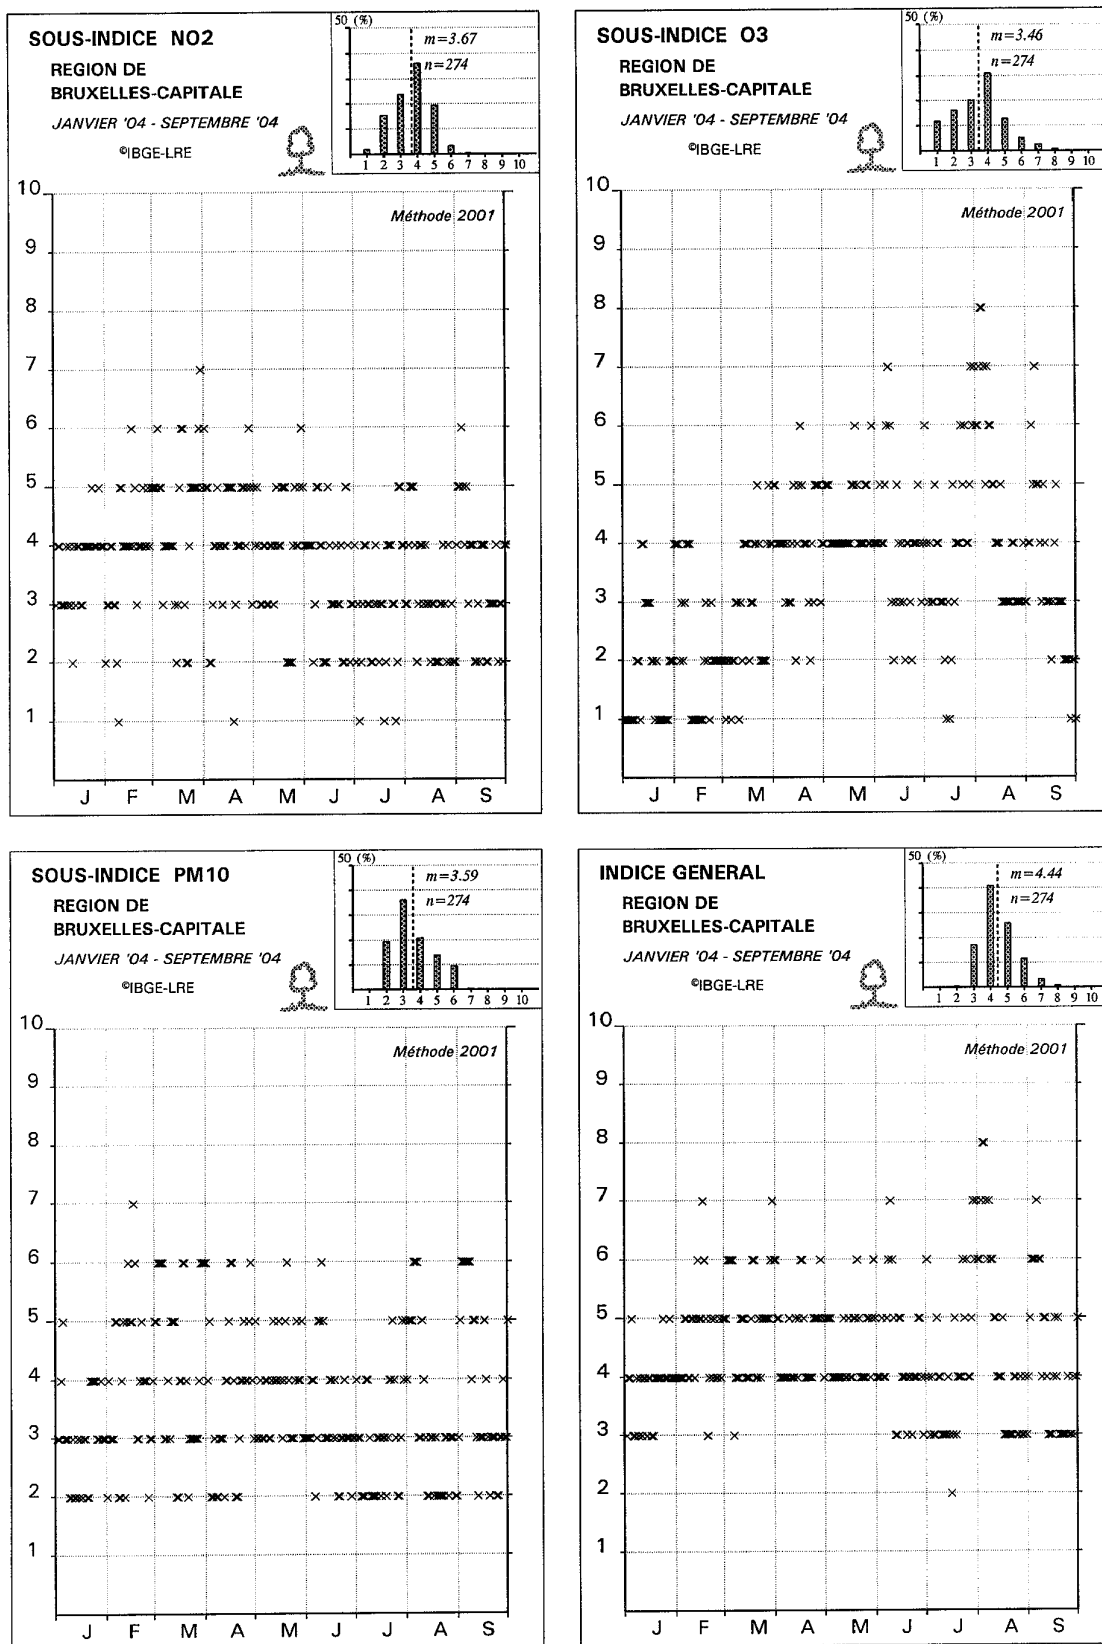 SOUS-INDICE NO2
REGION DE
BRUXELLES-CAPITALE
JANVIER '04 - SEPTEMBRE '04
©IBGE-LRE
50 (%)
m=3.67
n=274
1 2 3 4 5 6 7 8 9 10
Méthode 2001
10
9
8
7
6
5
4
3
2
1
J F M A M J J A S
SOUS-INDICE O3
REGION DE
BRUXELLES-CAPITALE
JANVIER '04 - SEPTEMBRE '04
©IBGE-LRE
50 (%)
m=3.46
n=274
1 2 3 4 5 6 7 8 9 10
Méthode 2001
10
9
8
7
6
5
4
3
2
1
J F M A M J J A S
SOUS-INDICE PM10
REGION DE
BRUXELLES-CAPITALE
JANVIER '04 - SEPTEMBRE '04
©IBGE-LRE
50 (%)
m=3.59
n=274
1 2 3 4 5 6 7 8 9 10
Méthode 2001
10
9
8
7
6
5
4
3
2
1
J F M A M J J A S
INDICE GENERAL
REGION DE
BRUXELLES-CAPITALE
JANVIER '04 - SEPTEMBRE '04
©IBGE-LRE
50 (%)
m=4.44
n=274
1 2 3 4 5 6 7 8 9 10
Méthode 2001
10
9
8
7
6
5
4
3
2
1
J F M A M J J A S